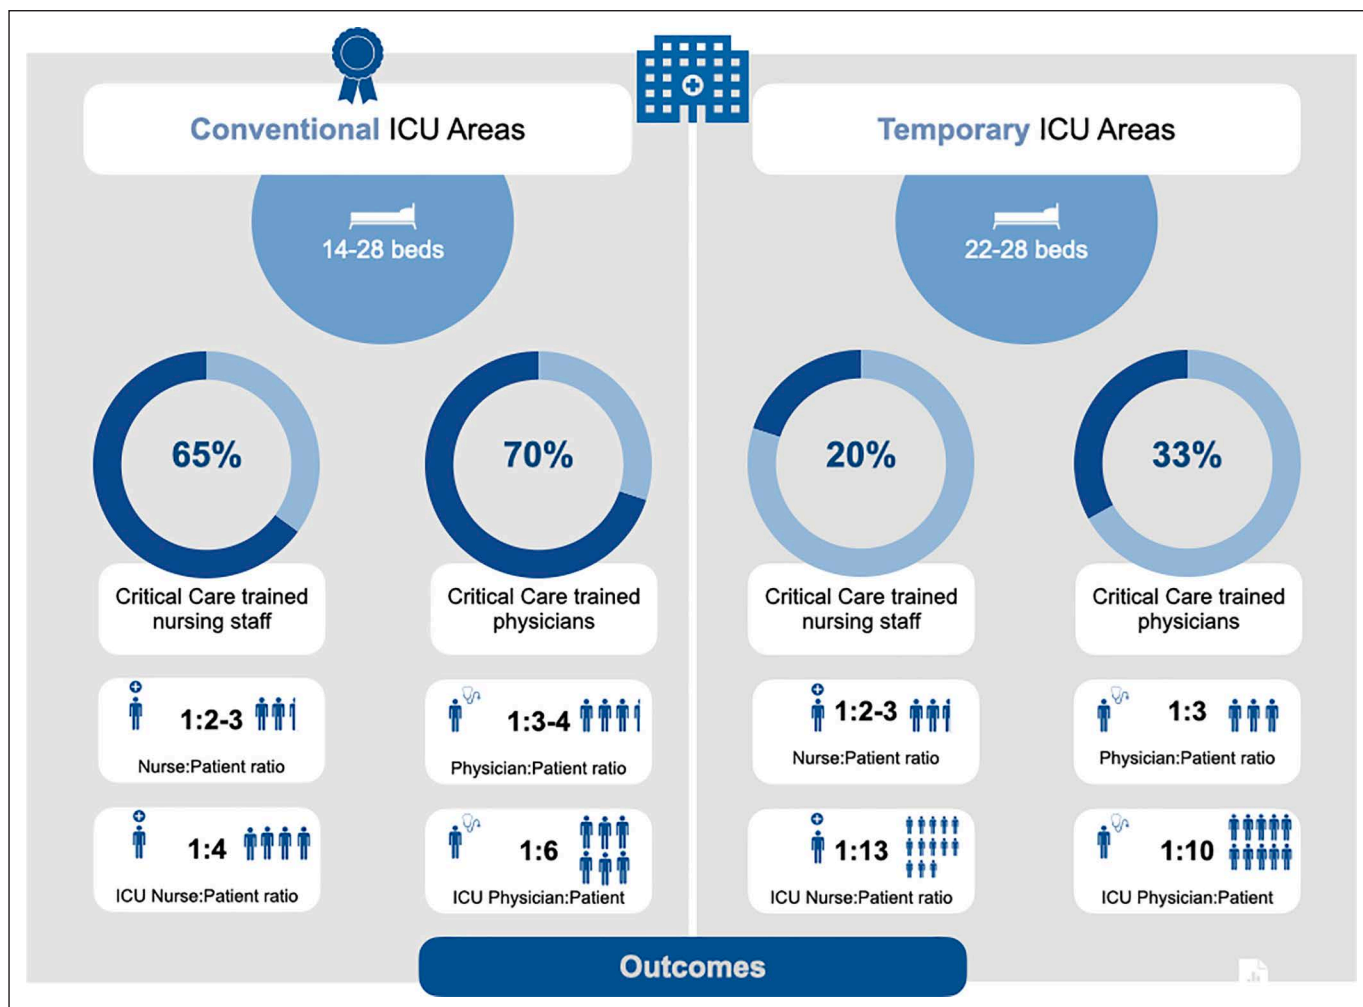 Conventional ICU Areas
14-28 beds
65%
70%
Critical Care trained
nursing staff
Critical Care trained
physicians
1:2-3
Nurse:Patient ratio
1:3-4
Physician:Patient ratio
1:4
ICU Nurse:Patient ratio
1:6
ICU Physician:Patient
Temporary ICU Areas
22-28 beds
20%
33%
Critical Care trained
nursing staff
Critical Care trained
physicians
1:2-3
Nurse:Patient ratio
1:3
Physician:Patient ratio
1:13
ICU Nurse:Patient ratio
1:10
ICU Physician:Patient
Outcomes